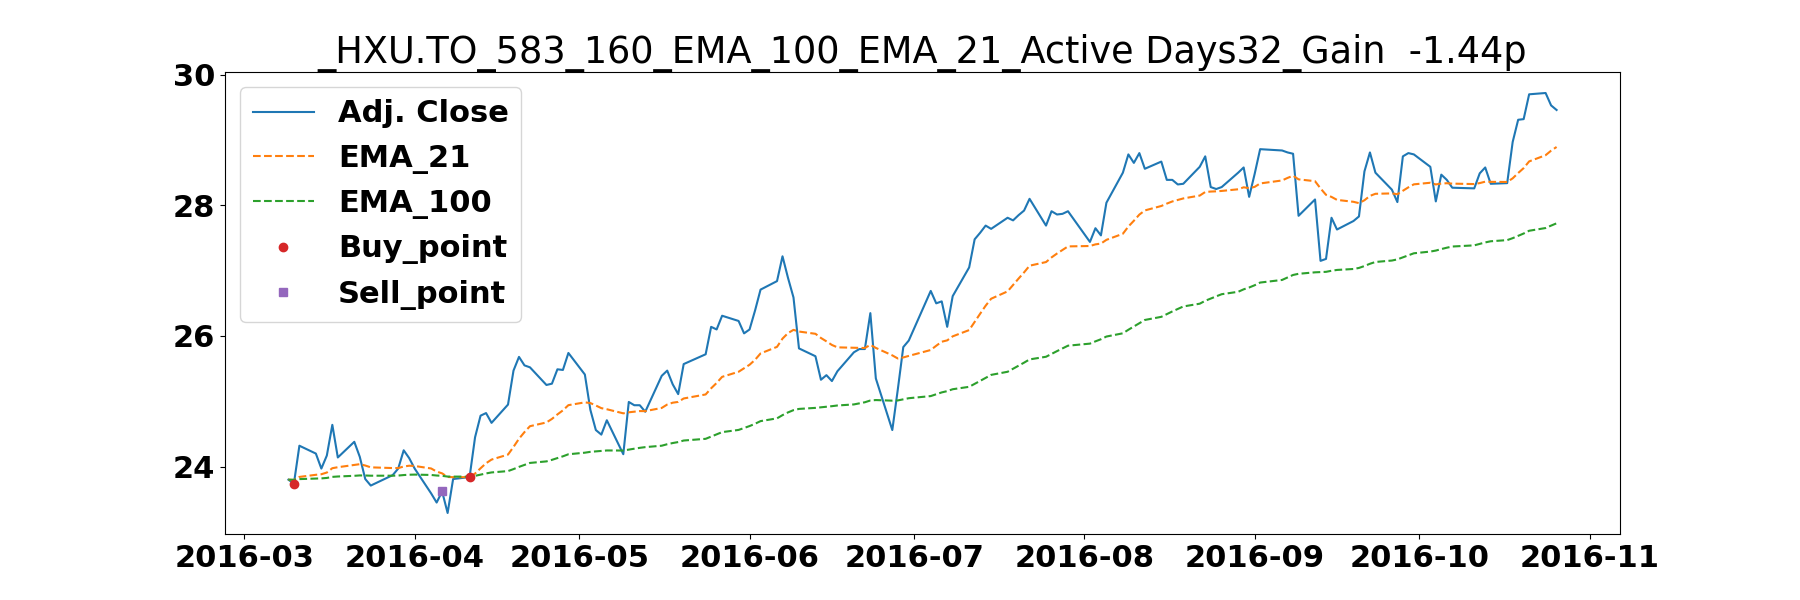 _HXU.TO_583_160_EMA_100_EMA_21_Active Days32_Gain  -1.44p
30
28
26
24
Adj. Close
EMA_21
EMA_100
Buy_point
Sell_point
2016-03 2016-04 2016-05 2016-06 2016-07 2016-08 2016-09 2016-10 2016-11